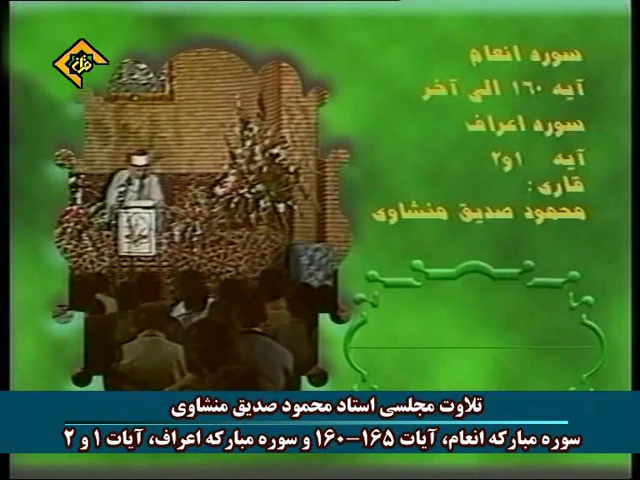 قرآن
سوره انعام
آیه ۱۶۰ الی آخر
سوره اعراف
آیه ۱و۲
قاری:
محمود صدیق منشاوی
تلاوت مجلسی استاد محمود صدیق منشاوی
سوره مبارکه انعام، آیات ۱۶۵-۱۶۰ و سوره مبارکه اعراف، آیات ۱ و ۲